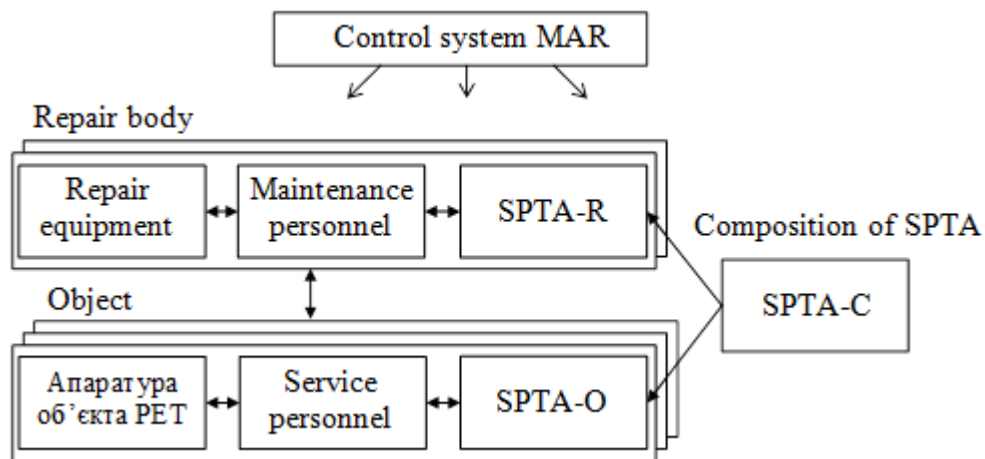 Control system MAR
Repair body
Repair
equipment
Maintenance
personnel
SPTA-R
Composition of SPTA
SPTA-C
Object
Апаратура
об’єкта РЕТ
Service
personnel
SPTA-O